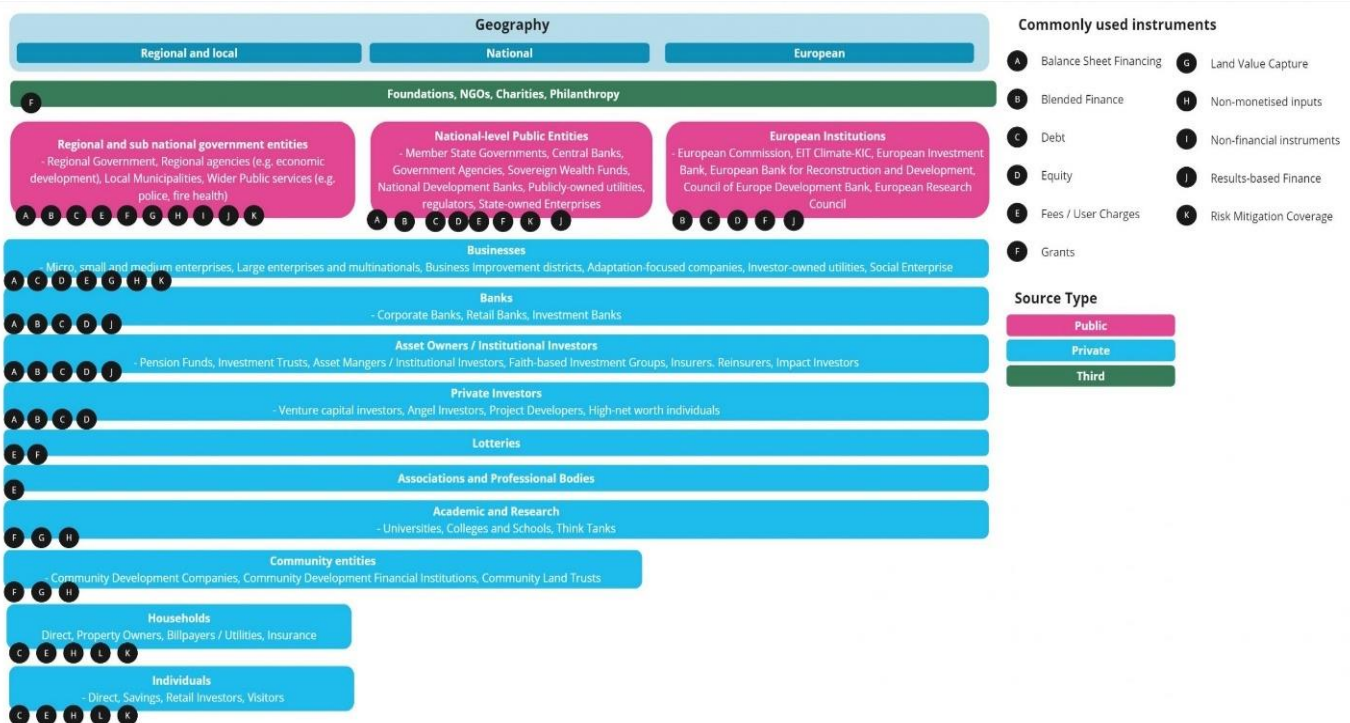 Geography
Regional and local
National
European
Foundations, NGOs, Charities, Philanthropy
F
Regional and sub national government entities
- Regional Government, Regional agencies (e.g. economic
development), Local Municipalities, Wider Public services (e.g.
police, fire health)
A B C E F G H I J K
National-level Public Entities
- Member State Governments, Central Banks,
Government Agencies, Sovereign Wealth Funds,
National Development Banks, Publicly-owned utilities,
regulators, State-owned Enterprises
A B C D E F K J
European Institutions
- European Commission, EIT Climate-KIC, European Investment
Bank, European Bank for Reconstruction and Development,
Council of Europe Development Bank, European Research
Council
B C D F J
Businesses
- Micro, small and medium enterprises, Large enterprises and multinationals, Business Improvement districts, Adaptation-focused companies, Investor-owned utilities, Social Enterprise
A C D E G H K
Banks
- Corporate Banks, Retail Banks, Investment Banks
A B C D J
Asset Owners / Institutional Investors
- Pension Funds, Investment Trusts, Asset Mangers / Institutional Investors, Faith-based Investment Groups, Insurers. Reinsurers, Impact Investors
A B C D J
Private Investors
- Venture capital investors, Angel Investors, Project Developers, High-net worth individuals
A B C D
Lotteries
E F
Associations and Professional Bodies
E
Academic and Research
- Universities, Colleges and Schools, Think Tanks
F G H
Community entities
- Community Development Companies, Community Development Financial Institutions, Community Land Trusts
F G H
Households
Direct, Property Owners, Billpayers / Utilities, Insurance
C E H L K
Individuals
- Direct, Savings, Retail Investors, Visitors
C E H L K
Commonly used instruments
A Balance Sheet Financing
B Blended Finance
C Debt
D Equity
E Fees / User Charges
F Grants
G Land Value Capture
H Non-monetised inputs
I Non-financial instruments
J Results-based Finance
K Risk Mitigation Coverage
Source Type
Public
Private
Third